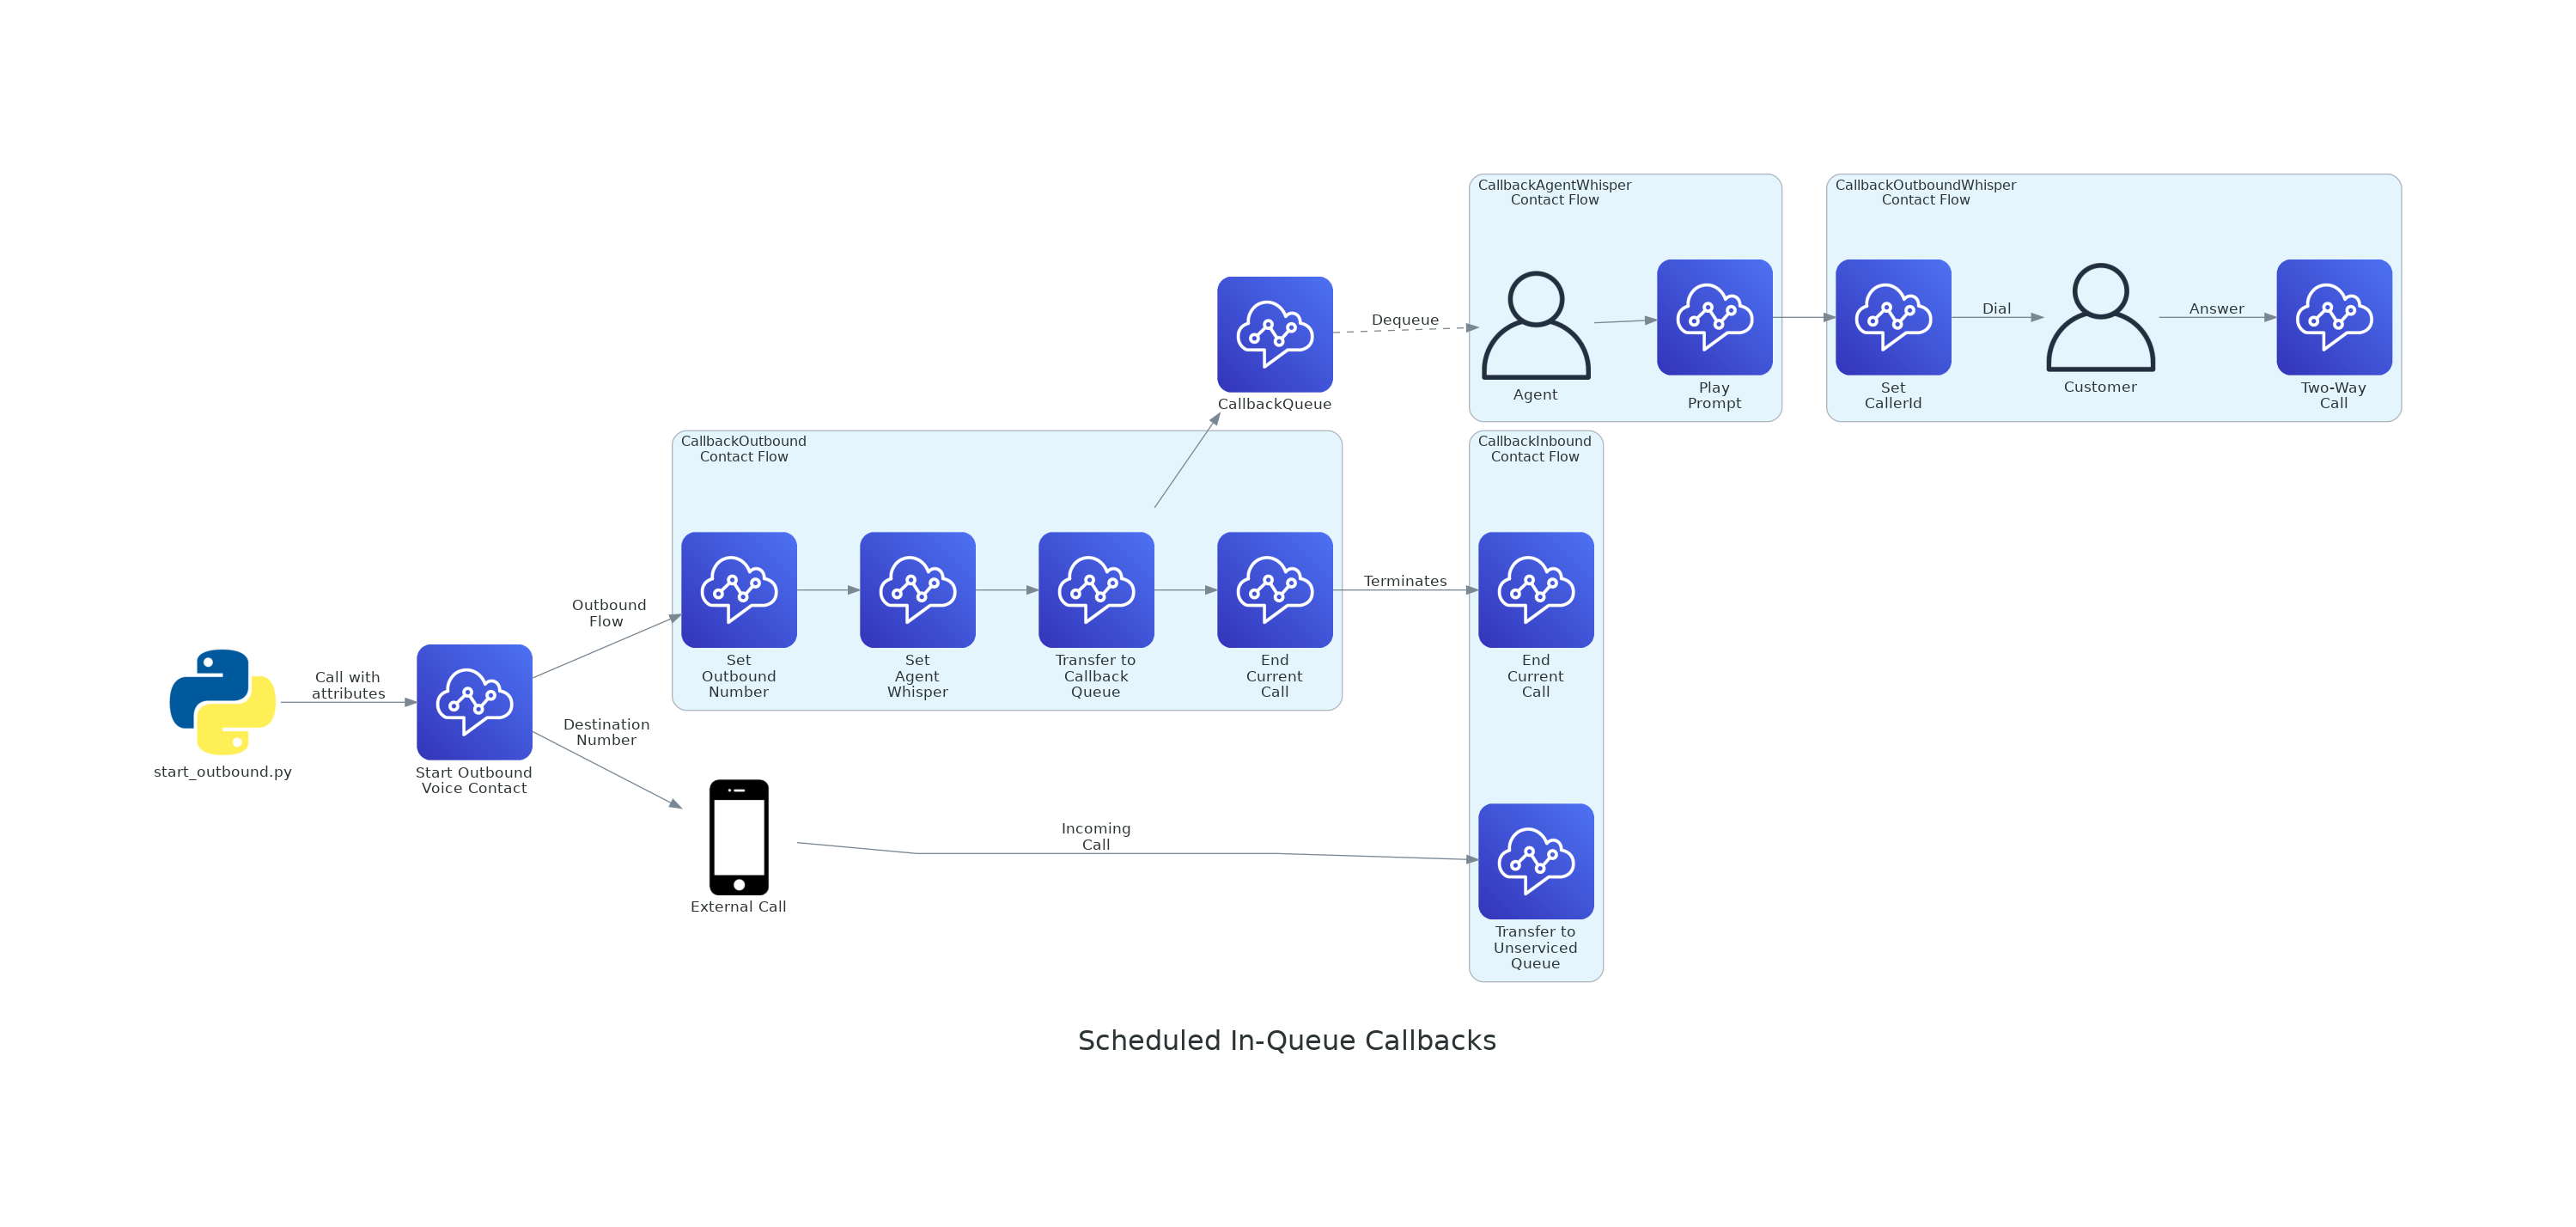 CallbackAgentWhisper
Contact Flow
CallbackOutboundWhisper
Contact Flow
Dequeue
Dial
Answer
Agent
Play
Prompt
Set
CallerId
Customer
Two-Way
Call
CallbackQueue
CallbackOutbound
Contact Flow
CallbackInbound
Contact Flow
Terminates
Outbound
Flow
Set
Outbound
Number
Set
Agent
Whisper
Transfer to
Callback
Queue
End
Current
Call
End
Current
Call
Call with
attributes
Destination
Number
start_outbound.py
Start Outbound
Voice Contact
Incoming
Call
External Call
Transfer to
Unserviced
Queue
Scheduled In-Queue Callbacks